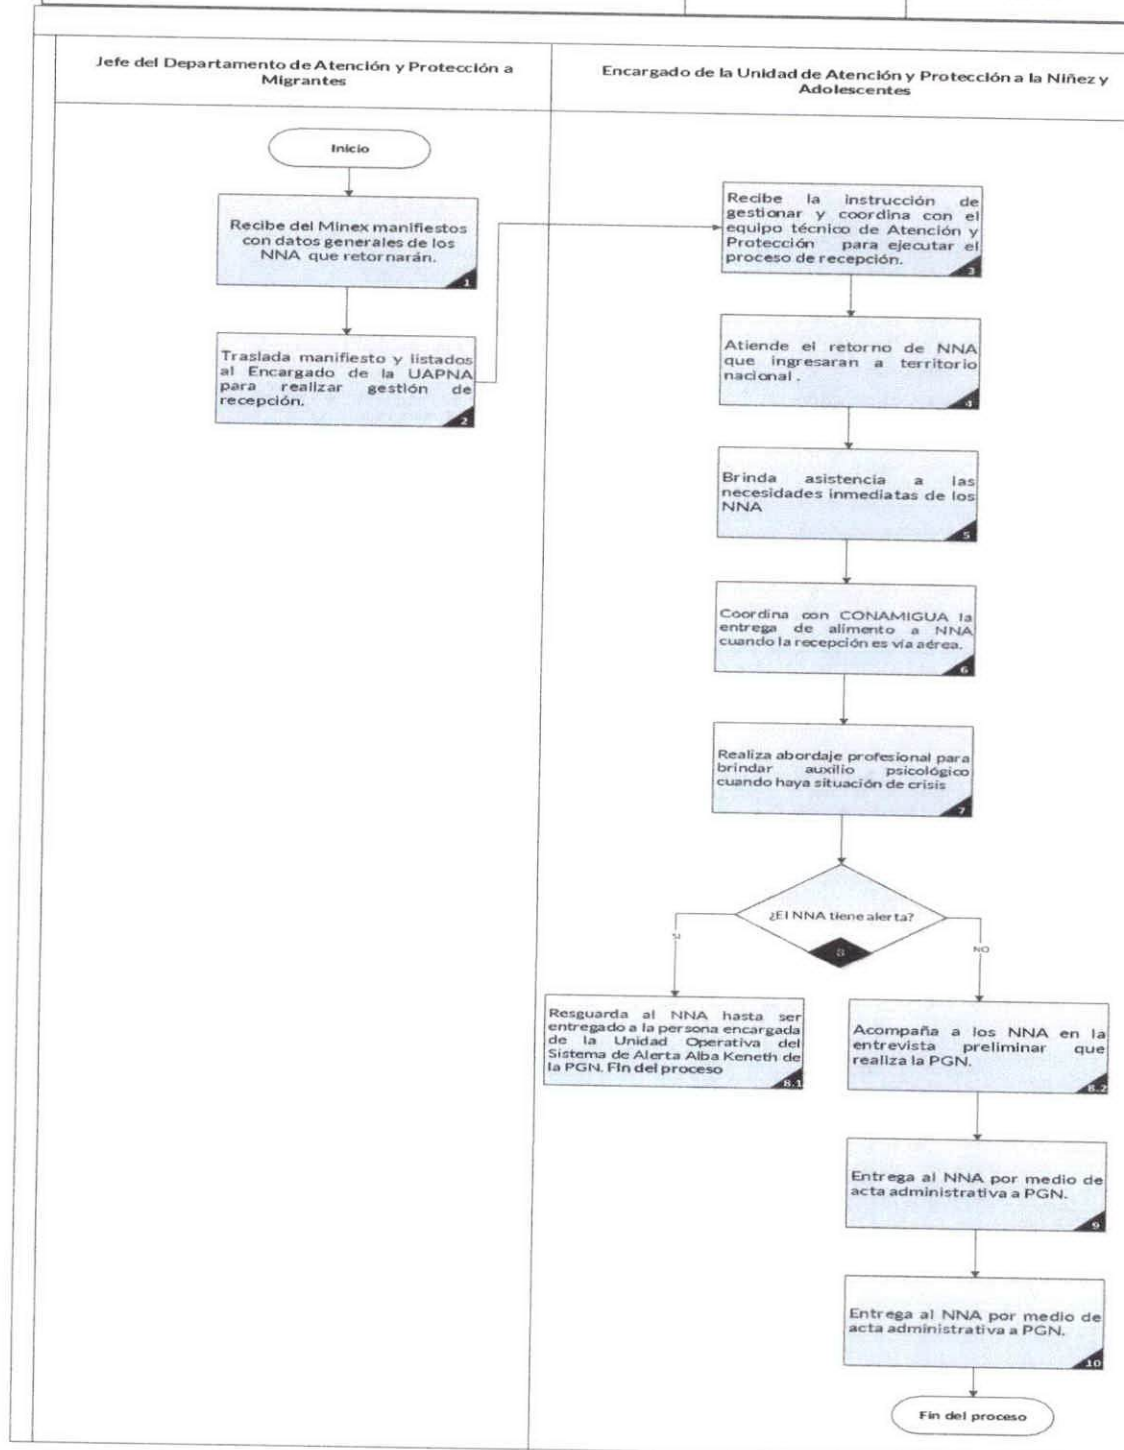 Jefe del Departamento de Atención y Protección a
Migrantes
Encargado de la Unidad de Atención y Protección a la Niñez y
Adolescentes
Inicio
Recibe del Minex manifiestos
con datos generales de los
NNA que retornarán.
1
Traslada manifiesto y listados
al Encargado de la UAPNA
para realizar gestión de
recepción.
2
Recibe la instrucción de
gestionar y coordina con el
equipo técnico de Atención y
Protección para ejecutar el
proceso de recepción.
3
Atiende el retorno de NNA
que ingresaran a territorio
nacional .
4
Brinda asistencia a las
necesidades inmediatas de los
NNA
5
Coordina con CONAMIGUA la
entrega de alimento a NNA
cuando la recepción es vía aérea.
6
Realiza abordaje profesional para
brindar auxilio psicológico
cuando haya situación de crisis
7
¿El NNA tiene alerta?
8
SI
NO
Resguarda al NNA hasta ser
entregado a la persona encargada
de la Unidad Operativa del
Sistema de Alerta Alba Keneth de
la PGN. Fin del proceso
8.1
Acompaña a los NNA en la
entrevista preliminar que
realiza la PGN.
8.2
Entrega al NNA por medio de
acta administrativa a PGN.
9
Entrega al NNA por medio de
acta administrativa a PGN.
10
Fin del proceso